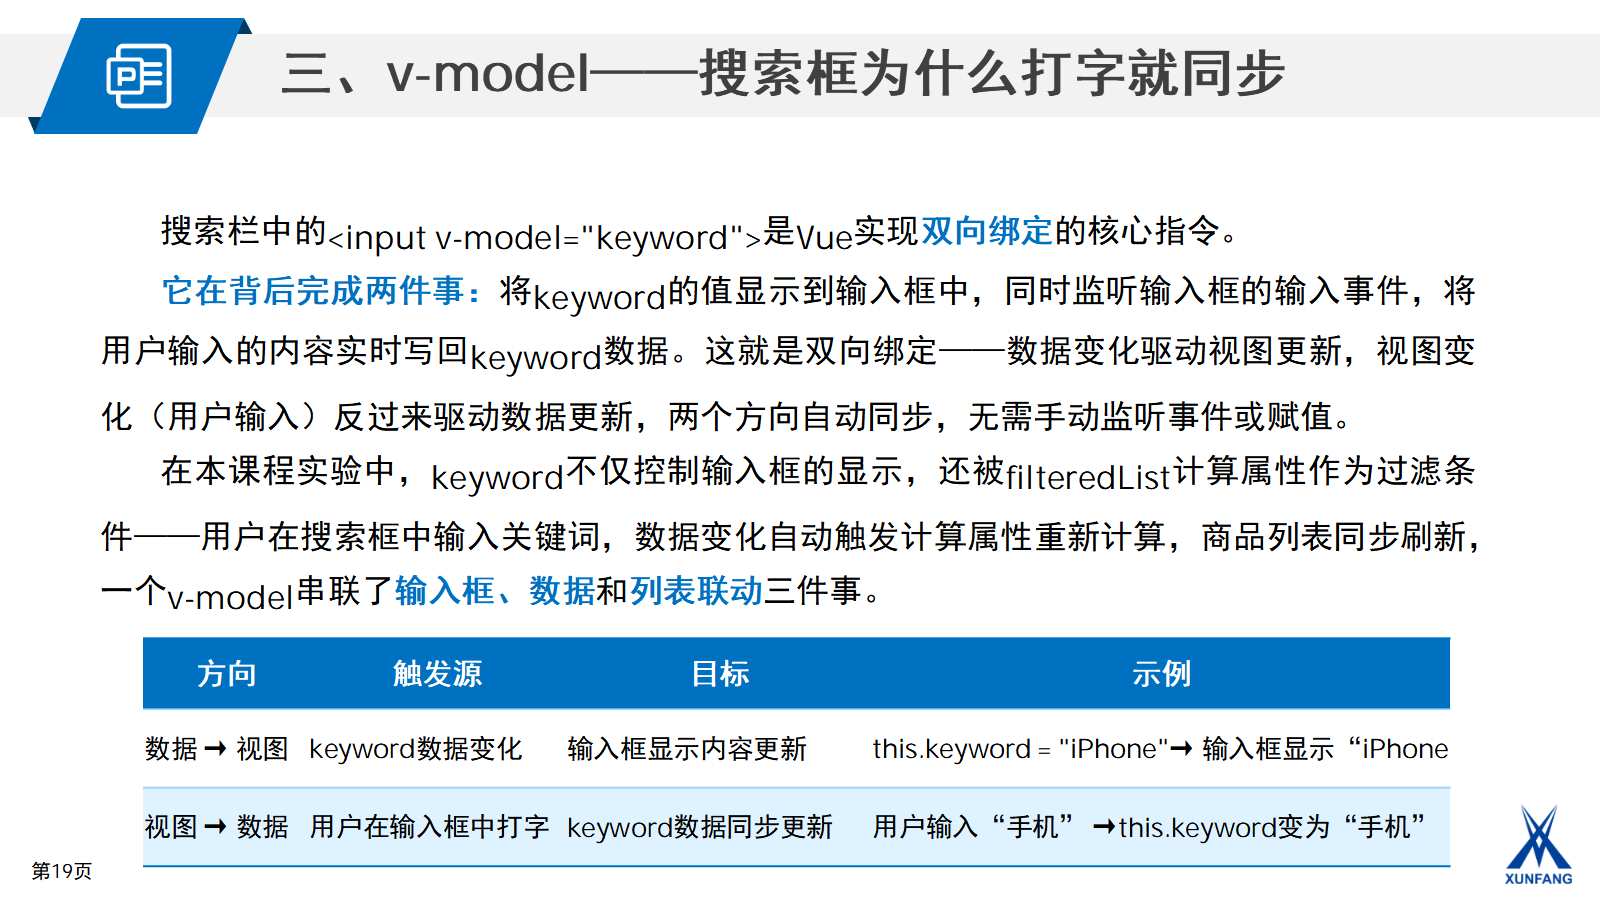 三、v-model——搜索框为什么打字就同步
搜索栏中的<input v-model="keyword">是Vue实现双向绑定的核心指令。
它在背后完成两件事：将keyword的值显示到输入框中，同时监听输入框的输入事件，将
用户输入的内容实时写回keyword数据。这就是双向绑定——数据变化驱动视图更新，视图变
化（用户输入）反过来驱动数据更新，两个方向自动同步，无需手动监听事件或赋值。
在本课程实验中，keyword不仅控制输入框的显示，还被filteredList计算属性作为过滤条
件——用户在搜索框中输入关键词，数据变化自动触发计算属性重新计算，商品列表同步刷新，
一个v-model串联了输入框、数据和列表联动三件事。
方向 触发源 目标 示例
数据➞ 视图 keyword数据变化 输入框显示内容更新 this.keyword = "iPhone"➞ 输入框显示“iPhone
视图➞ 数据 用户在输入框中打字 keyword数据同步更新 用户输入“手机” ➞this.keyword变为“手机”
第19页
XUNFANG